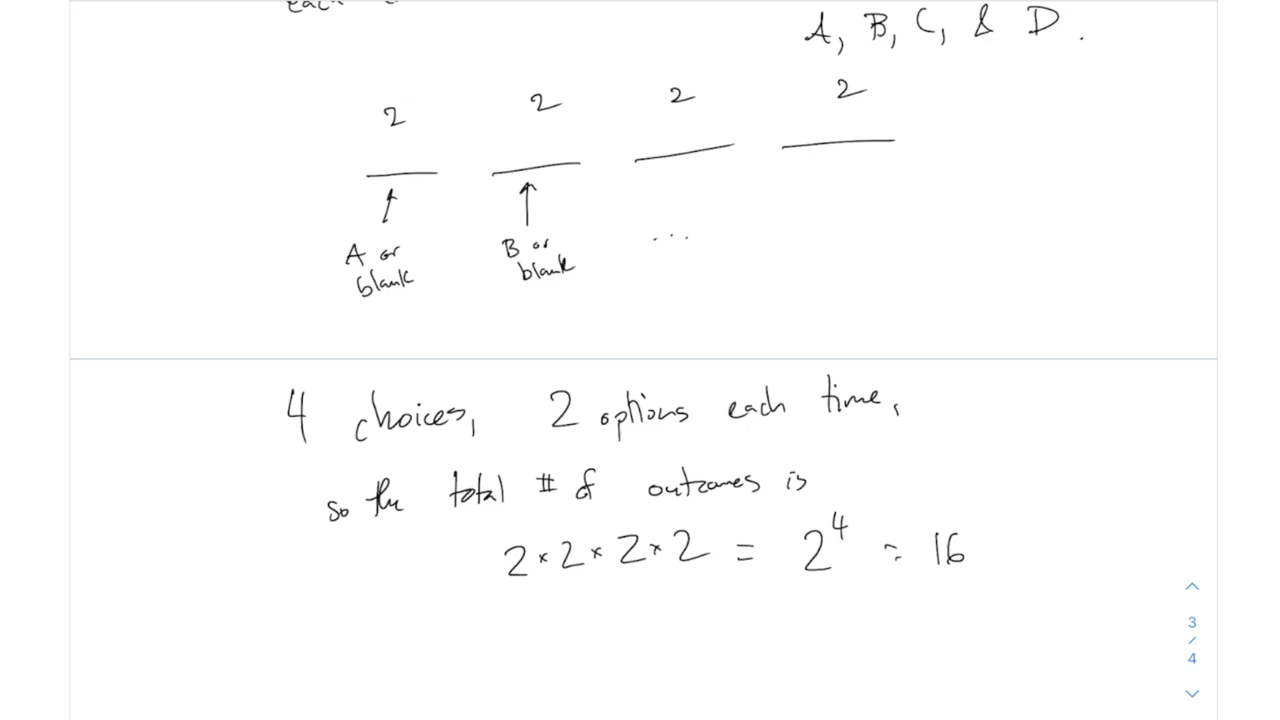 each
A, B, C, & D.
2 2 2 2
A or blank
B or blank
...
4 choices, 2 options each time,
so the total # of outcomes is
2 × 2 × 2 × 2 = 2⁴ = 16
3
/
4